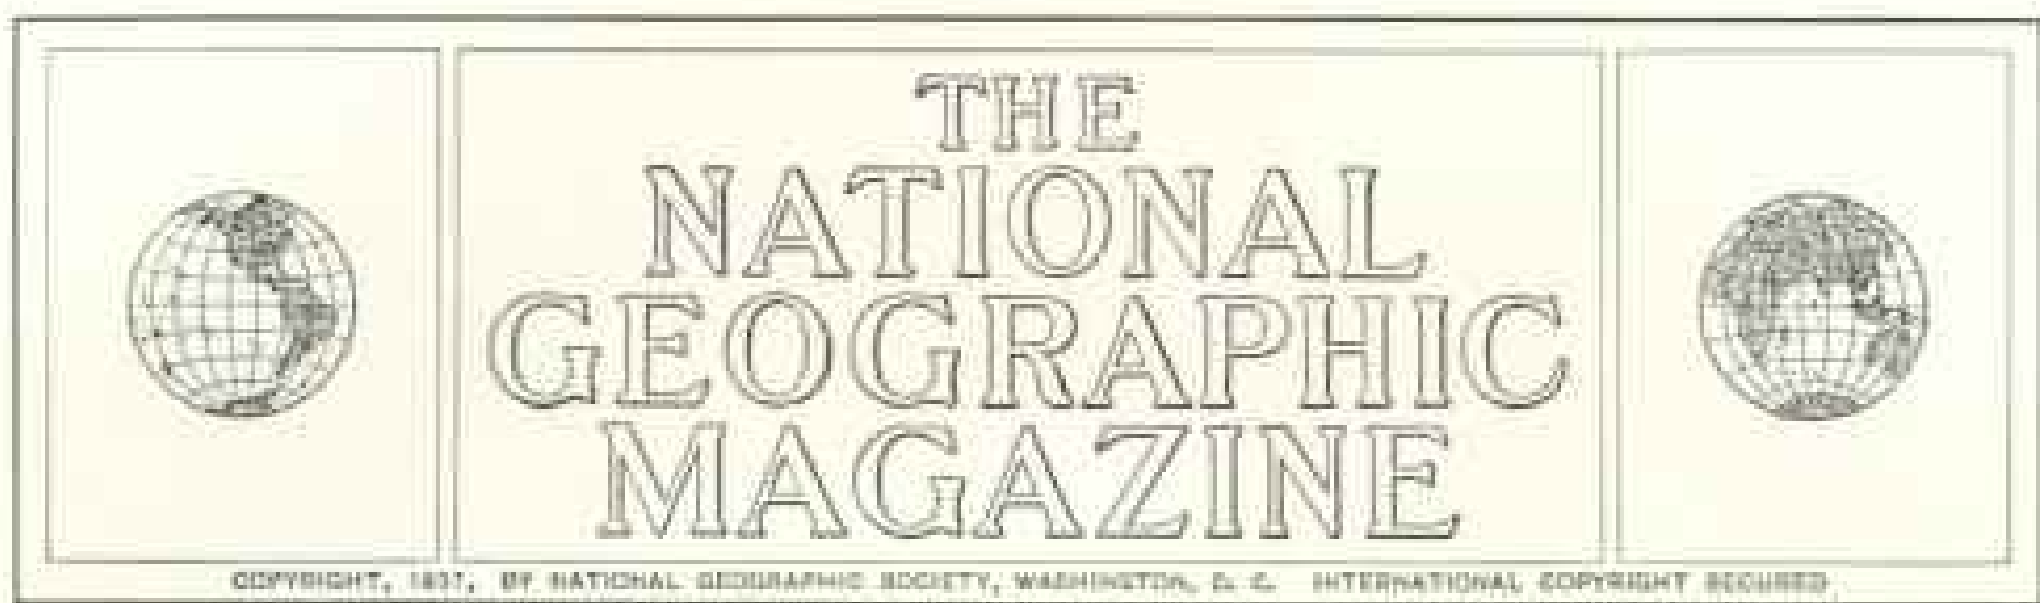 THE
NATIONAL
GEOGRAPHIC
MAGAZINE
COPYRIGHT, BY NATIONAL GEOGRAPHIC SOCIETY, WASHINGTON, D. C. INTERNATIONAL COPYRIGHT SECURED